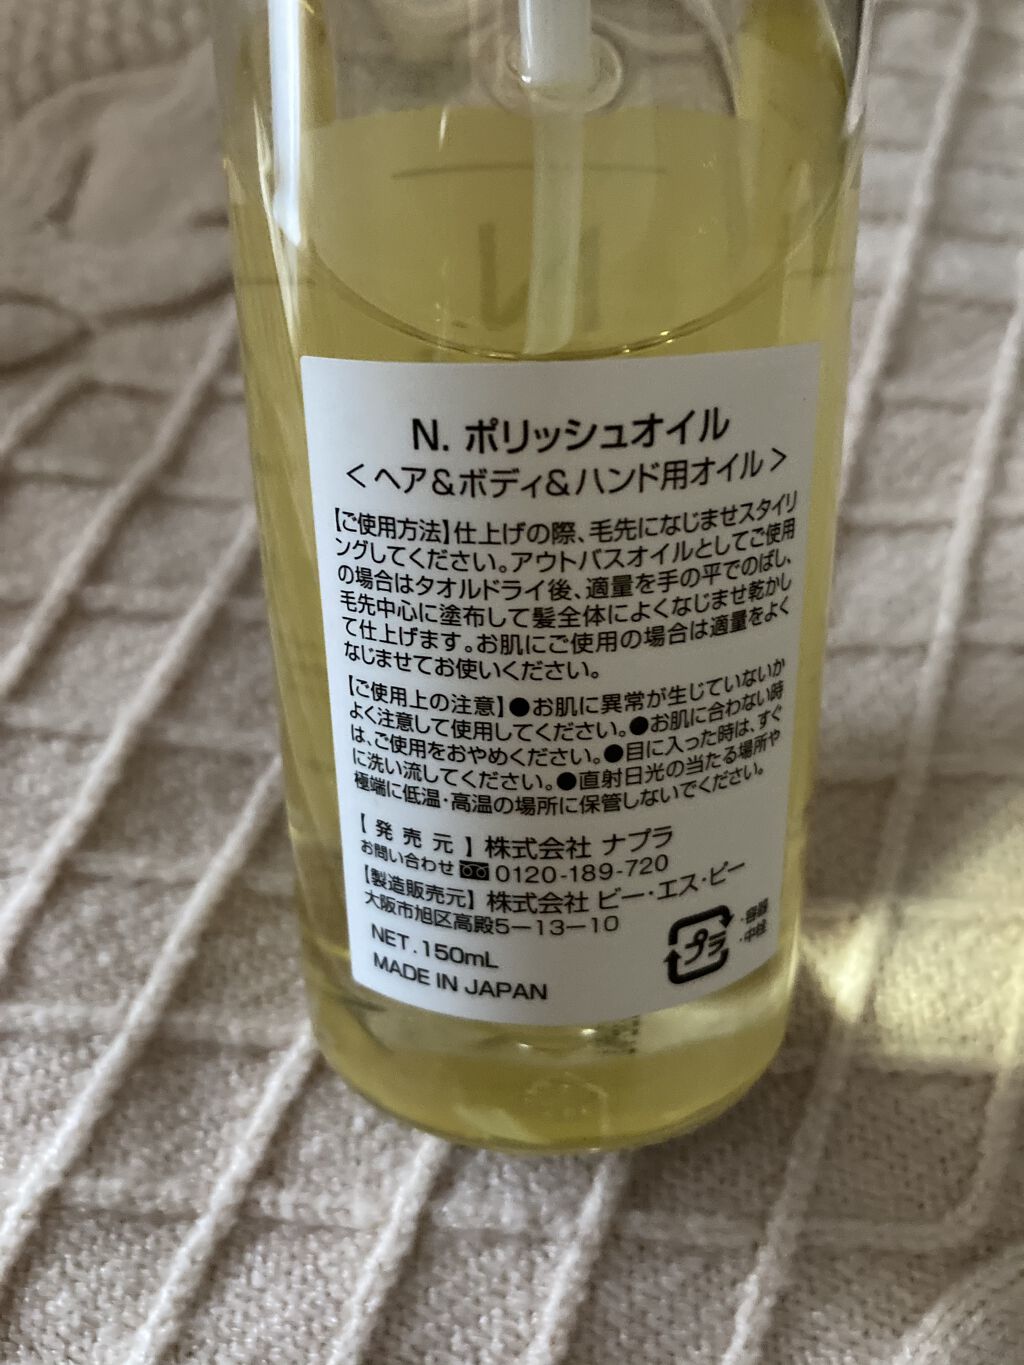 N.
N. ポリッシュオイル
<ヘア&ボディ&ハンド用オイル>
【ご使用方法】仕上げの際、毛先になじませスタイリ
ングしてください。アウトバスオイルとしてご使用
の場合はタオルドライ後、適量を手の平でのばし、
毛先中心に塗布して髪全体によくなじませ乾かし
て仕上げます。お肌にご使用の場合は適量をよく
なじませてお使いください。
【ご使用上の注意】●お肌に異常が生じていないか
よく注意して使用してください。●お肌に合わない時
は、ご使用をおやめください。●目に入った時は、すぐ
に洗い流してください。●直射日光の当たる場所や
極端に低温・高温の場所に保管しないでください。
【発売元】株式会社 ナプラ
お問い合わせ 0120-189-720
【製造販売元】株式会社 ビー・エス・ビー
大阪市旭区高殿5-13-10
NET.150mL
MADE IN JAPAN
プラ
・容器
・中栓